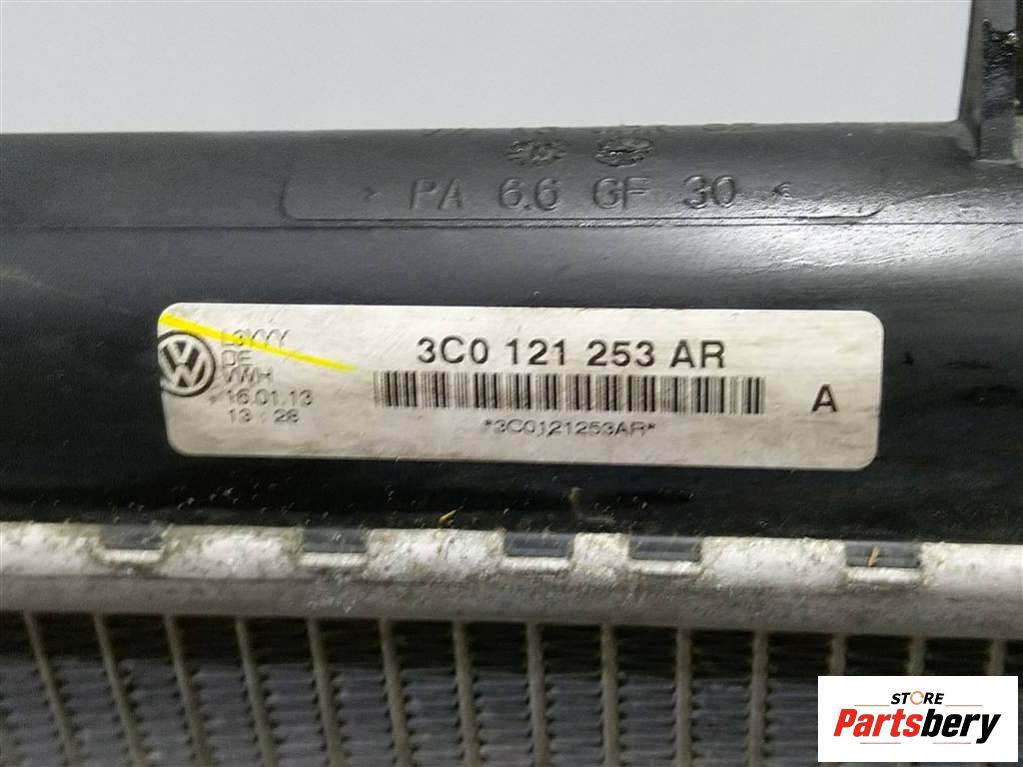 > PA 6.6 GF 30 <
DE
VWH
16.01.13
13:28
3C0 121 253 AR
A
*3C0121253AR*
STORE
Partsbery